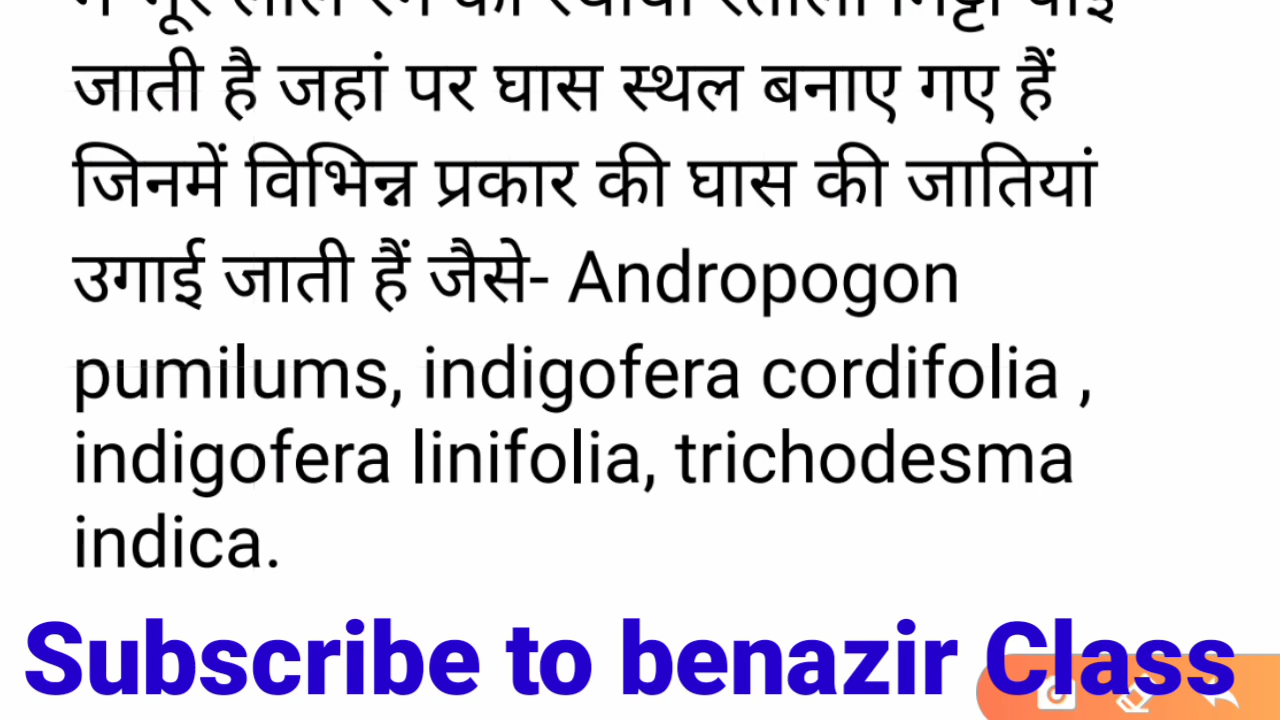 जाती है जहां पर घास स्थल बनाए गए हैं
जिनमें विभिन्न प्रकार की घास की जातियां
उगाई जाती हैं जैसे- Andropogon
pumilums, indigofera cordifolia ,
indigofera linifolia, trichodesma
indica.
Subscribe to benazir Class